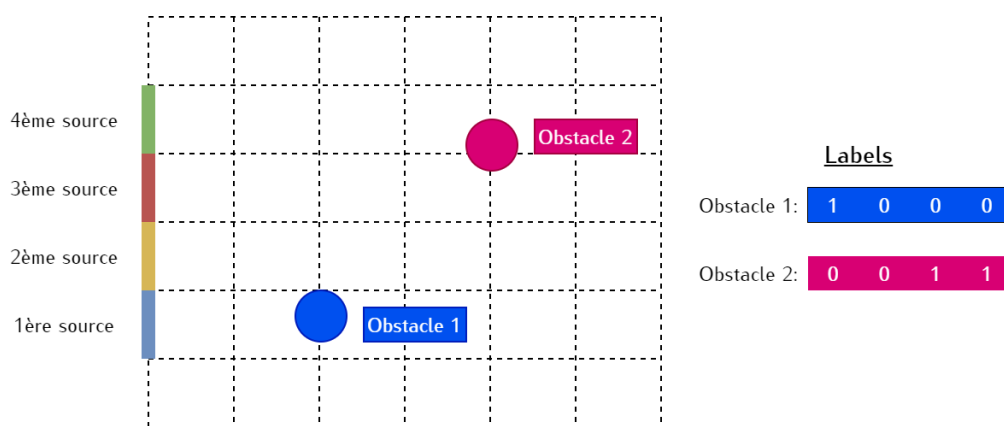 4ème source
3ème source
2ème source
1ère source
Obstacle 2
Obstacle 1
Labels
Obstacle 1: 1 0 0 0
Obstacle 2: 0 0 1 1